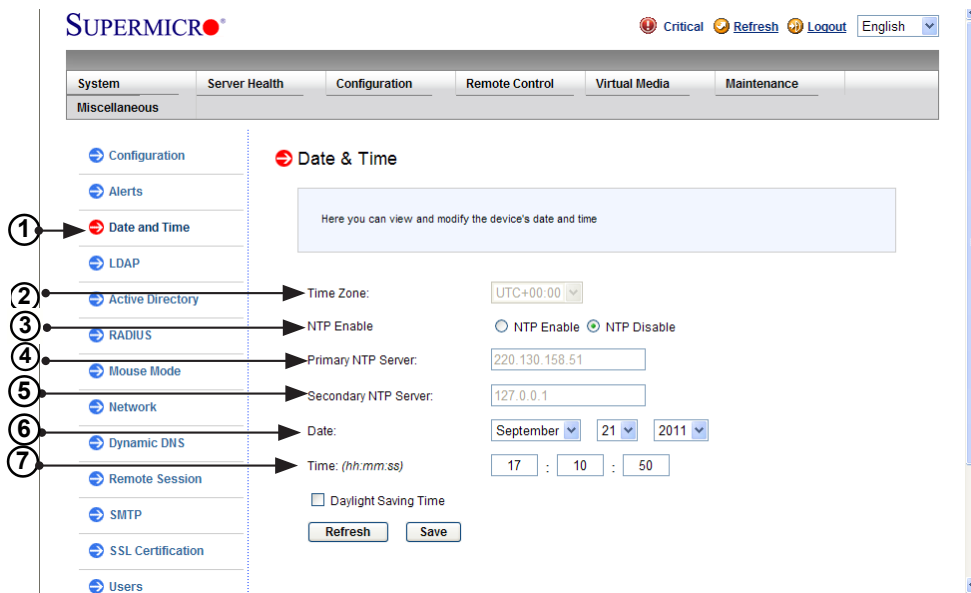 SUPERMICRO
Critical Refresh Logout English
System Server Health Configuration Remote Control Virtual Media Maintenance
Miscellaneous
Configuration
Date & Time
Alerts
Here you can view and modify the device's date and time
1 Date and Time
LDAP
2 Active Directory
Time Zone: UTC+00:00
3 RADIUS
NTP Enable NTP Enable NTP Disable
4 Mouse Mode
Primary NTP Server: 220.130.158.51
5 Network
Secondary NTP Server: 127.0.0.1
6 Dynamic DNS
Date: September 21 2011
7 Remote Session
Time: (hh:mm:ss) 17 : 10 : 50
SMTP
Daylight Saving Time
Refresh Save
SSL Certification
Users